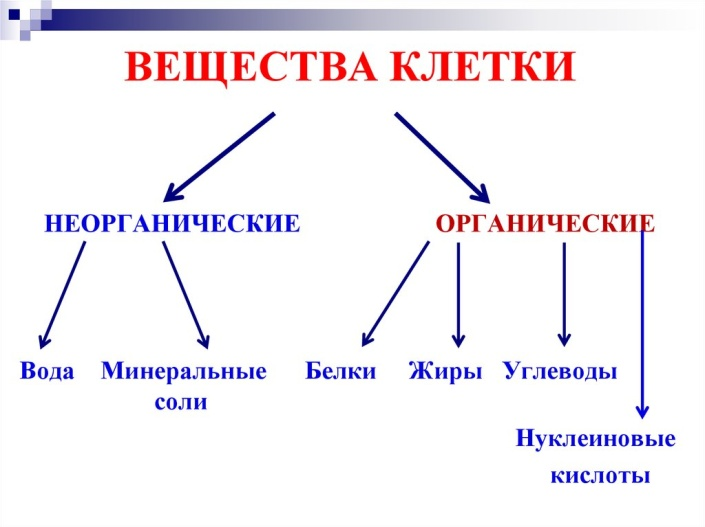 ВЕЩЕСТВА КЛЕТКИ
НЕОРГАНИЧЕСКИЕ
ОРГАНИЧЕСКИЕ
Вода
Минеральные
соли
Белки
Жиры
Углеводы
Нуклеиновые
кислоты